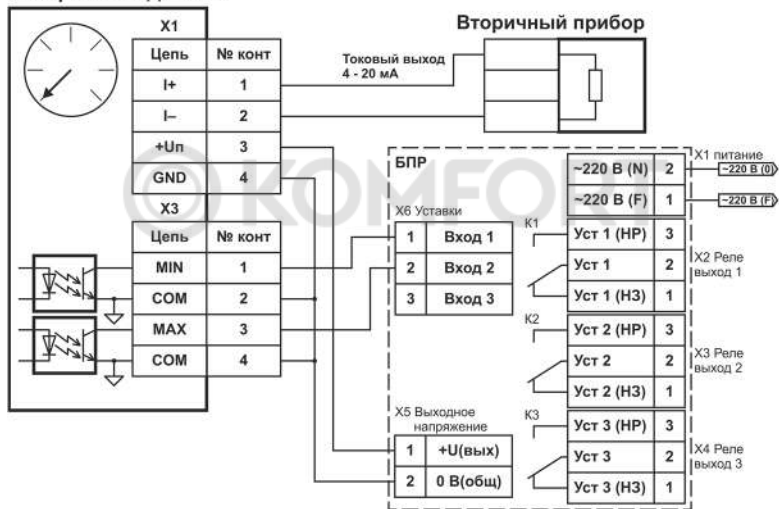 X1
Цепь № конт
I+ 1
I– 2
+Uп 3
GND 4
X3
Цепь № конт
MIN 1
COM 2
MAX 3
COM 4
Токовый выход
4 - 20 мА
Вторичный прибор
KOMFORT
БПР
X6 Уставки
1 Вход 1
2 Вход 2
3 Вход 3
X5 Выходное
напряжение
1 +U(вых)
2 0 В(общ)
~220 В (N) 2
~220 В (F) 1
X1 питание
~220 В (0)
~220 В (F)
К1
Уст 1 (НР) 3
Уст 1 2
Уст 1 (НЗ) 1
X2 Реле
выход 1
К2
Уст 2 (НР) 3
Уст 2 2
Уст 2 (НЗ) 1
X3 Реле
выход 2
К3
Уст 3 (НР) 3
Уст 3 2
Уст 3 (НЗ) 1
X4 Реле
выход 3